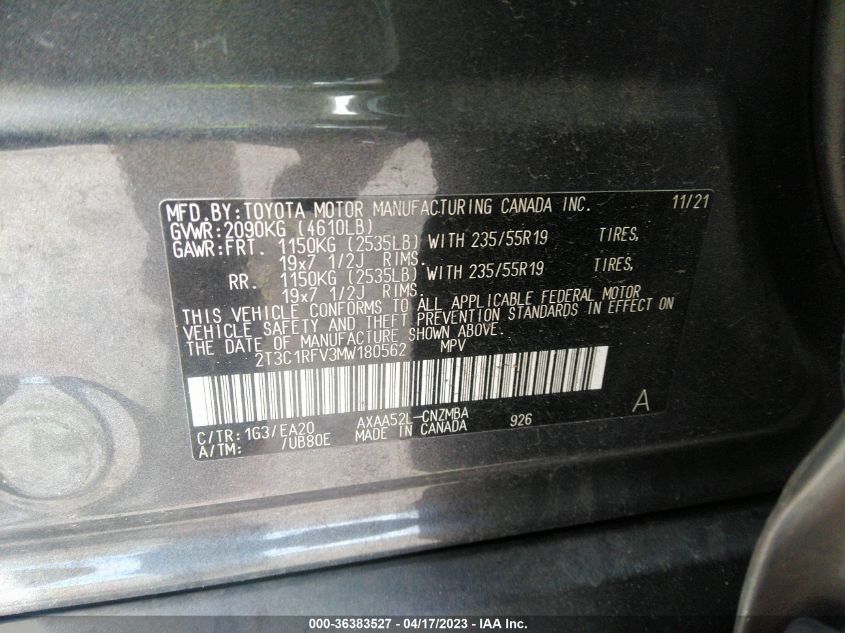 MFD.BY:TOYOTA MOTOR MANUFACTURING CANADA INC. 11/21
GVWR:2090KG (4610LB)
GAWR:FRT. 1150KG (2535LB) WITH 235/55R19 TIRES,
19x7 1/2J RIMS.
RR. 1150KG (2535LB) WITH 235/55R19 TIRES,
19x7 1/2J RIMS.
THIS VEHICLE CONFORMS TO ALL APPLICABLE FEDERAL MOTOR
VEHICLE SAFETY AND THEFT PREVENTION STANDARDS IN EFFECT ON
THE DATE OF MANUFACTURE SHOWN ABOVE.
2T3C1RFV3MW180562 MPV
C/TR:1G3/EA20 AXAA52L-CNZMBA 926 A
A/TM: /UB80E MADE IN CANADA
000-36383527 - 04/17/2023 - IAA Inc.